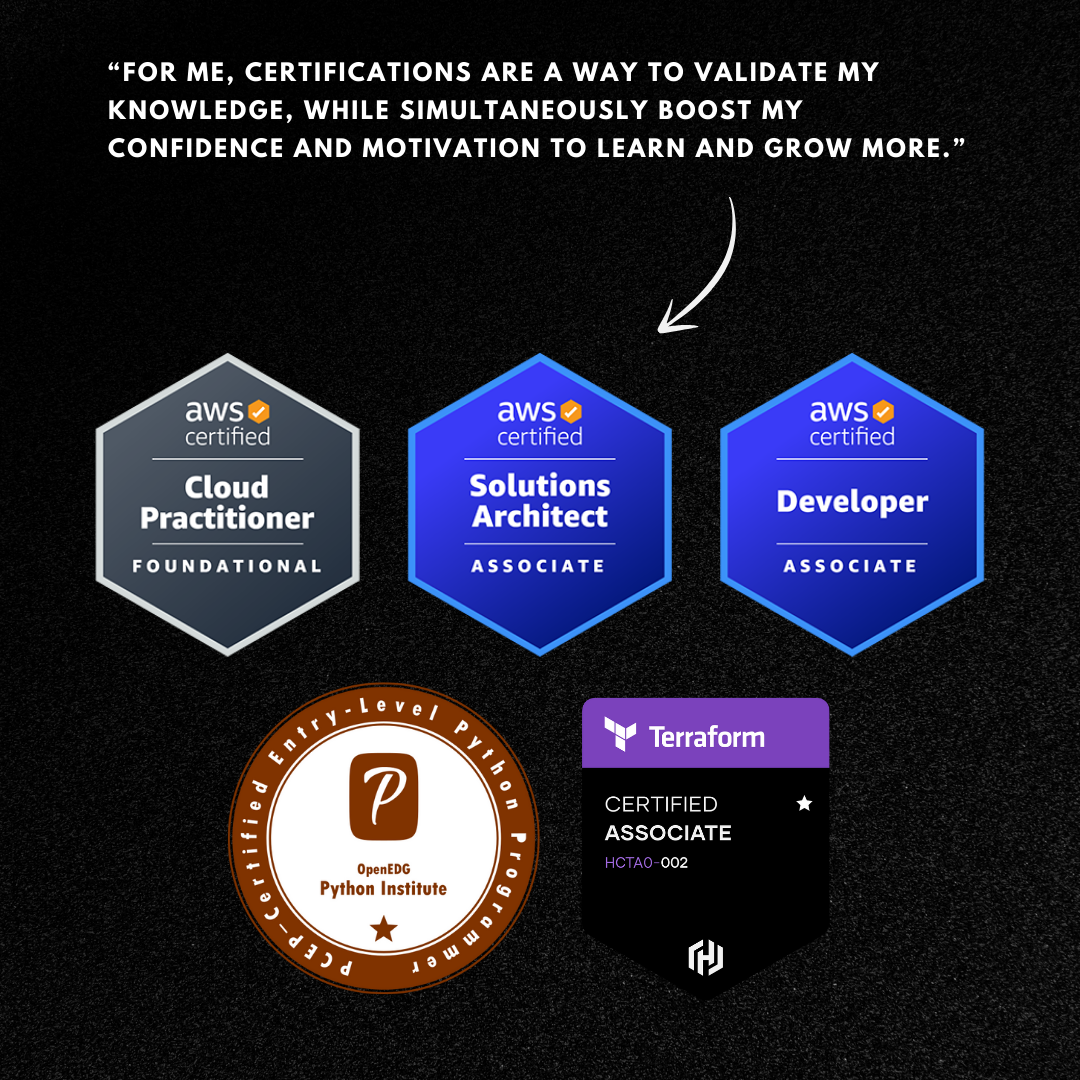 “FOR ME, CERTIFICATIONS ARE A WAY TO VALIDATE MY
KNOWLEDGE, WHILE SIMULTANEOUSLY BOOST MY
CONFIDENCE AND MOTIVATION TO LEARN AND GROW MORE.”
aws
certified
Cloud
Practitioner
FOUNDATIONAL
aws
certified
Solutions
Architect
ASSOCIATE
aws
certified
Developer
ASSOCIATE
PCEP-Certified Entry-Level Python Programmer
P
OpenEDG
Python Institute
Terraform
CERTIFIED
ASSOCIATE
HCTA0-002